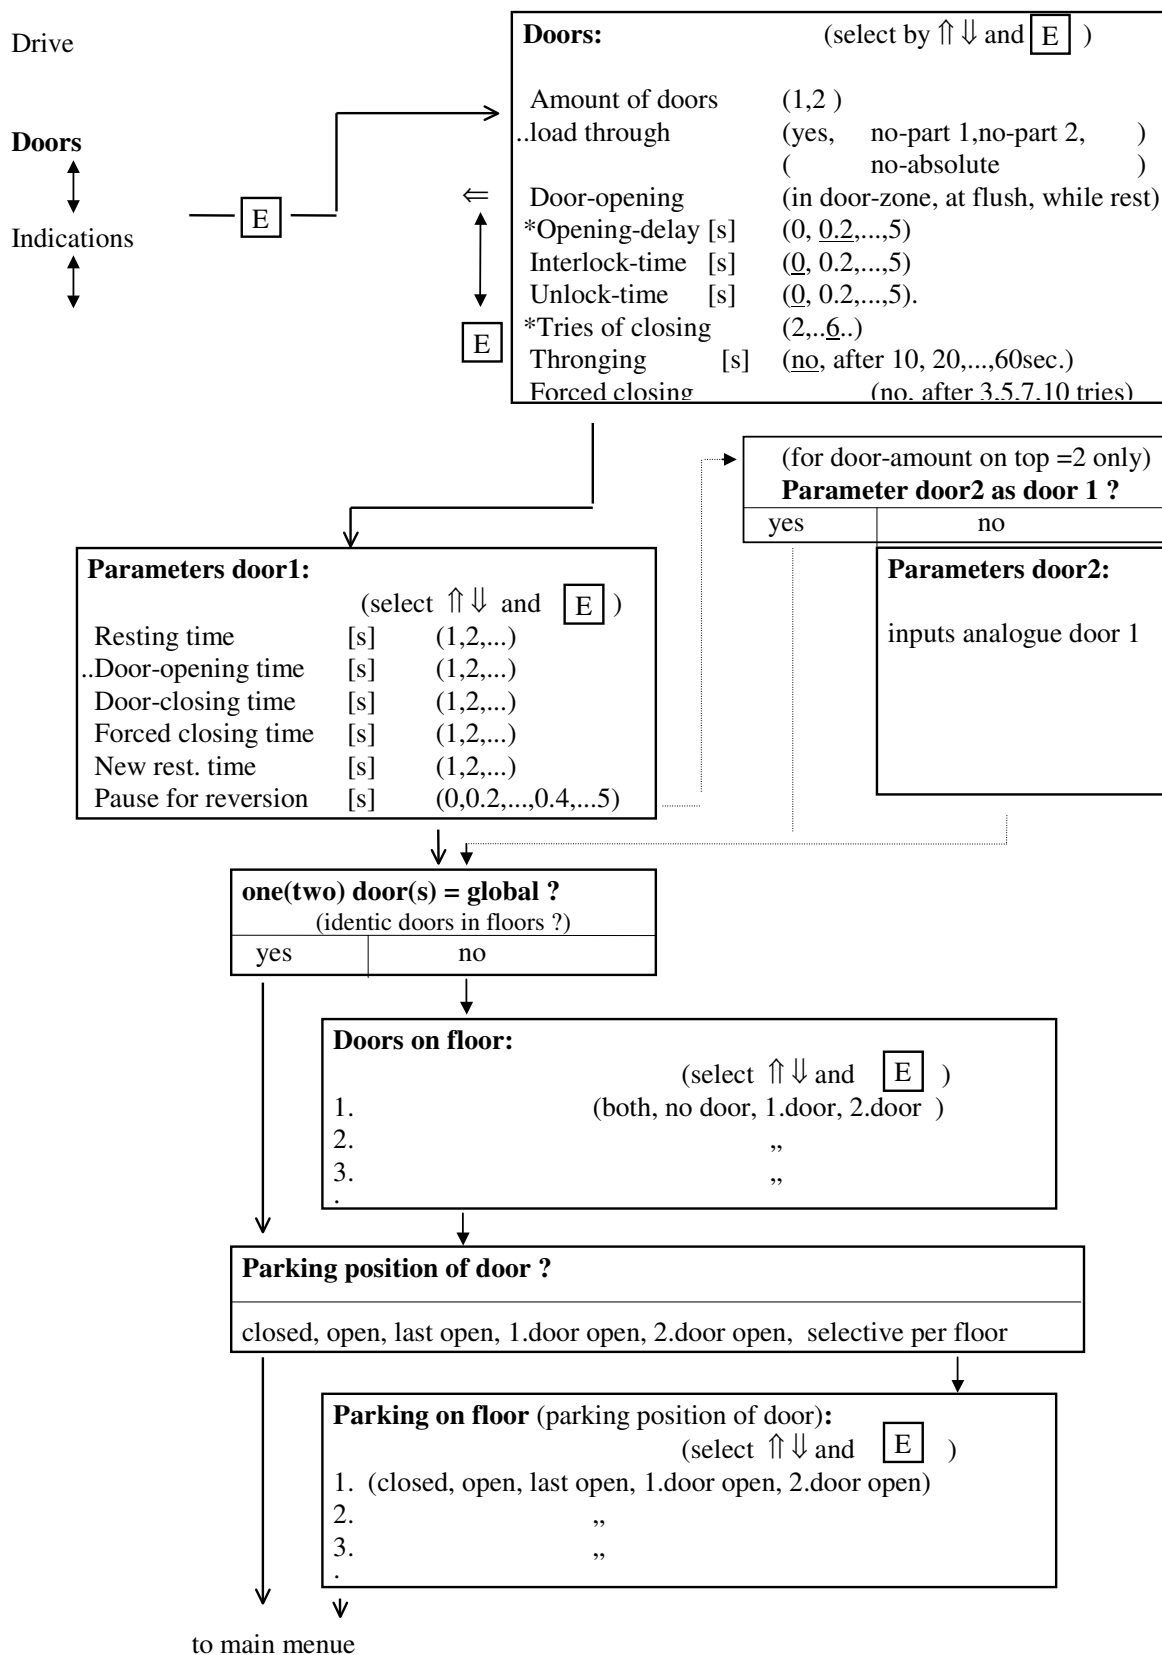 Drive
Doors
Indications
E
⇐
E
Doors: (select by ⇑⇓ and E )
Amount of doors (1,2 )
..load through (yes, no-part 1,no-part 2, )
( no-absolute )
Door-opening (in door-zone, at flush, while rest)
*Opening-delay [s] (0, 0.2,...,5)
Interlock-time [s] (0, 0.2,...,5)
Unlock-time [s] (0, 0.2,...,5).
*Tries of closing (2,..6..)
Thronging [s] (no, after 10, 20,...,60sec.)
Forced closing (no, after 3,5,7,10 tries)
(for door-amount on top =2 only)
Parameter door2 as door 1 ?
yes no
Parameters door1:
(select ⇑⇓ and E )
Resting time [s] (1,2,...)
..Door-opening time [s] (1,2,...)
Door-closing time [s] (1,2,...)
Forced closing time [s] (1,2,...)
New rest. time [s] (1,2,...)
Pause for reversion [s] (0,0.2,...,0.4,...5)
Parameters door2:
inputs analogue door 1
one(two) door(s) = global ?
(identic doors in floors ?)
yes no
Doors on floor:
(select ⇑⇓ and E )
1. (both, no door, 1.door, 2.door )
2. „
3. „
.
Parking position of door ?
closed, open, last open, 1.door open, 2.door open, selective per floor
Parking on floor (parking position of door):
(select ⇑⇓ and E )
1. (closed, open, last open, 1.door open, 2.door open)
2. „
3. „
.
to main menue